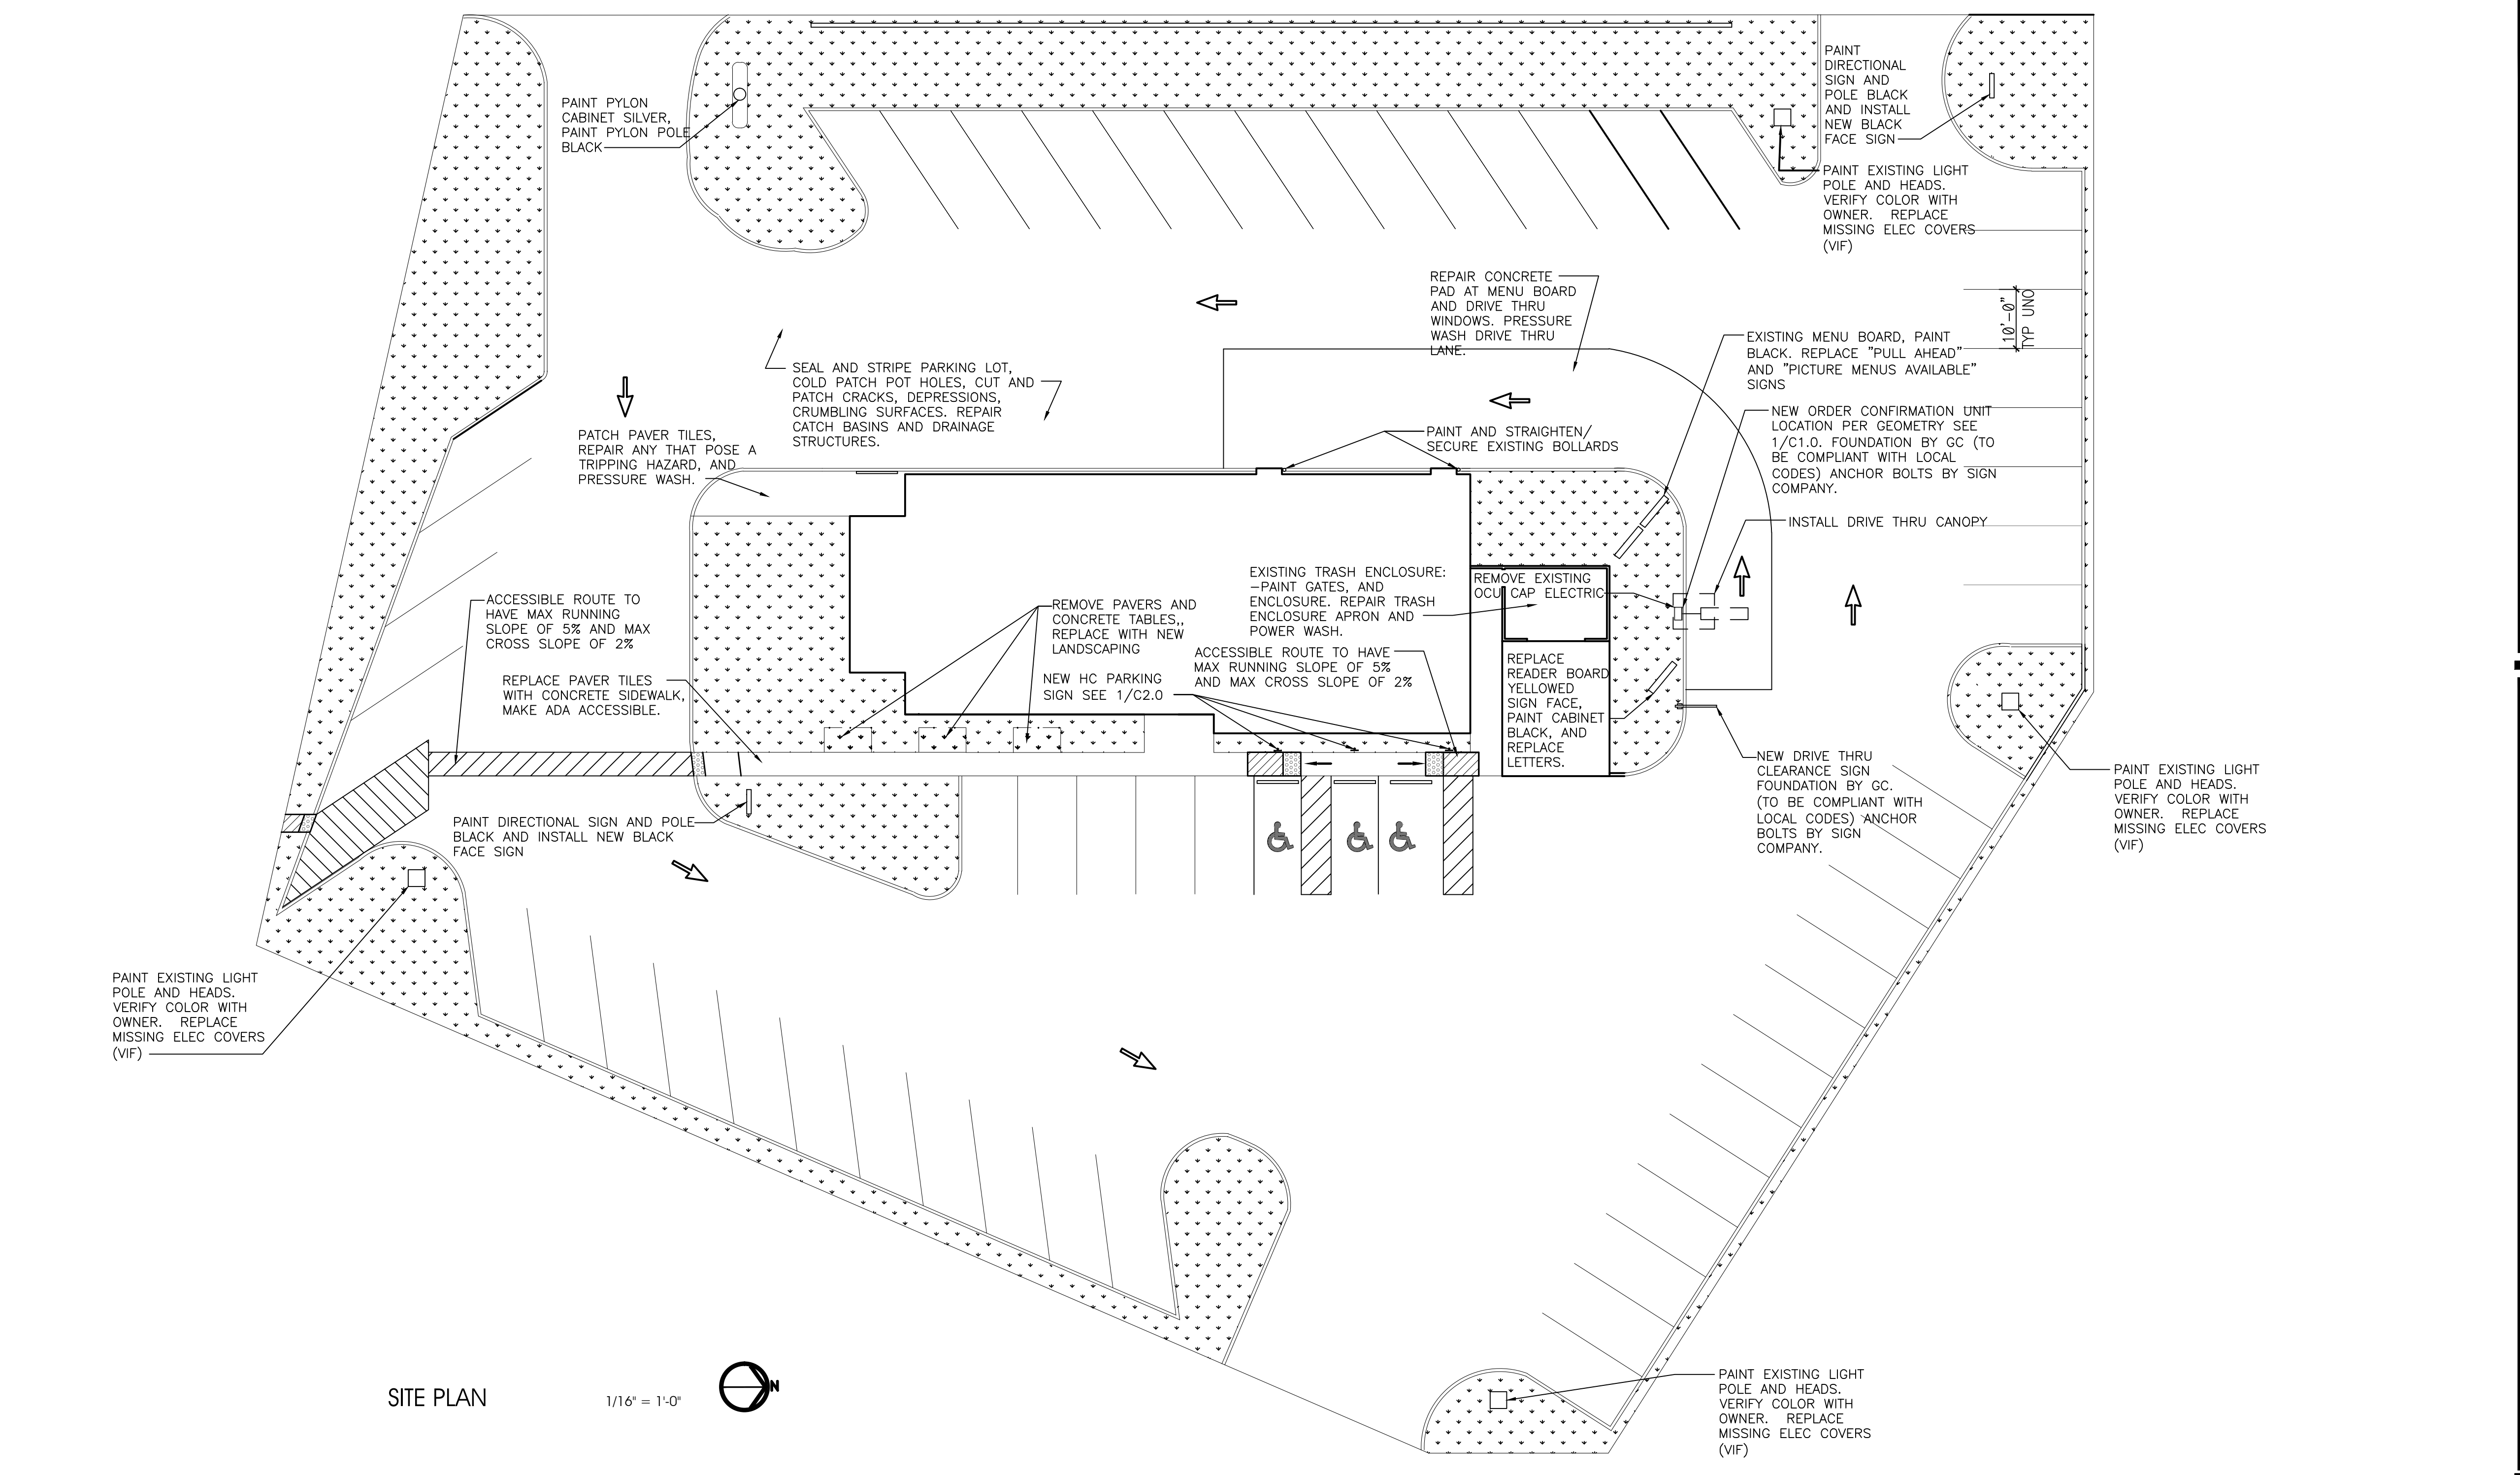 PAINT PYLON
CABINET SILVER,
PAINT PYLON POLE
BLACK
PAINT
DIRECTIONAL
SIGN AND
POLE BLACK
AND INSTALL
NEW BLACK
FACE SIGN
PAINT EXISTING LIGHT
POLE AND HEADS.
VERIFY COLOR WITH
OWNER. REPLACE
MISSING ELEC COVERS
(VIF)
REPAIR CONCRETE
PAD AT MENU BOARD
AND DRIVE THRU
WINDOWS. PRESSURE
WASH DRIVE THRU
LANE.
10'-0"
TYP UNO
EXISTING MENU BOARD, PAINT
BLACK. REPLACE "PULL AHEAD"
AND "PICTURE MENUS AVAILABLE"
SIGNS
SEAL AND STRIPE PARKING LOT,
COLD PATCH POT HOLES, CUT AND
PATCH CRACKS, DEPRESSIONS,
CRUMBLING SURFACES. REPAIR
CATCH BASINS AND DRAINAGE
STRUCTURES.
NEW ORDER CONFIRMATION UNIT
LOCATION PER GEOMETRY SEE
1/C1.0. FOUNDATION BY GC (TO
BE COMPLIANT WITH LOCAL
CODES) ANCHOR BOLTS BY SIGN
COMPANY.
PATCH PAVER TILES,
REPAIR ANY THAT POSE A
TRIPPING HAZARD, AND
PRESSURE WASH.
PAINT AND STRAIGHTEN/
SECURE EXISTING BOLLARDS
INSTALL DRIVE THRU CANOPY
EXISTING TRASH ENCLOSURE:
-PAINT GATES, AND
ENCLOSURE. REPAIR TRASH
ENCLOSURE APRON AND
POWER WASH.
REMOVE EXISTING
OCU CAP ELECTRIC
ACCESSIBLE ROUTE TO
HAVE MAX RUNNING
SLOPE OF 5% AND MAX
CROSS SLOPE OF 2%
REMOVE PAVERS AND
CONCRETE TABLES,,
REPLACE WITH NEW
LANDSCAPING
ACCESSIBLE ROUTE TO HAVE
MAX RUNNING SLOPE OF 5%
AND MAX CROSS SLOPE OF 2%
REPLACE
READER BOARD
YELLOWED
SIGN FACE,
PAINT CABINET
BLACK, AND
REPLACE
LETTERS.
REPLACE PAVER TILES
WITH CONCRETE SIDEWALK,
MAKE ADA ACCESSIBLE.
NEW HC PARKING
SIGN SEE 1/C2.0
NEW DRIVE THRU
CLEARANCE SIGN
FOUNDATION BY GC.
(TO BE COMPLIANT WITH
LOCAL CODES) ANCHOR
BOLTS BY SIGN
COMPANY.
PAINT EXISTING LIGHT
POLE AND HEADS.
VERIFY COLOR WITH
OWNER. REPLACE
MISSING ELEC COVERS
(VIF)
PAINT DIRECTIONAL SIGN AND POLE
BLACK AND INSTALL NEW BLACK
FACE SIGN
PAINT EXISTING LIGHT
POLE AND HEADS.
VERIFY COLOR WITH
OWNER. REPLACE
MISSING ELEC COVERS
(VIF)
PAINT EXISTING LIGHT
POLE AND HEADS.
VERIFY COLOR WITH
OWNER. REPLACE
MISSING ELEC COVERS
(VIF)
SITE PLAN
1/16" = 1'-0"
N